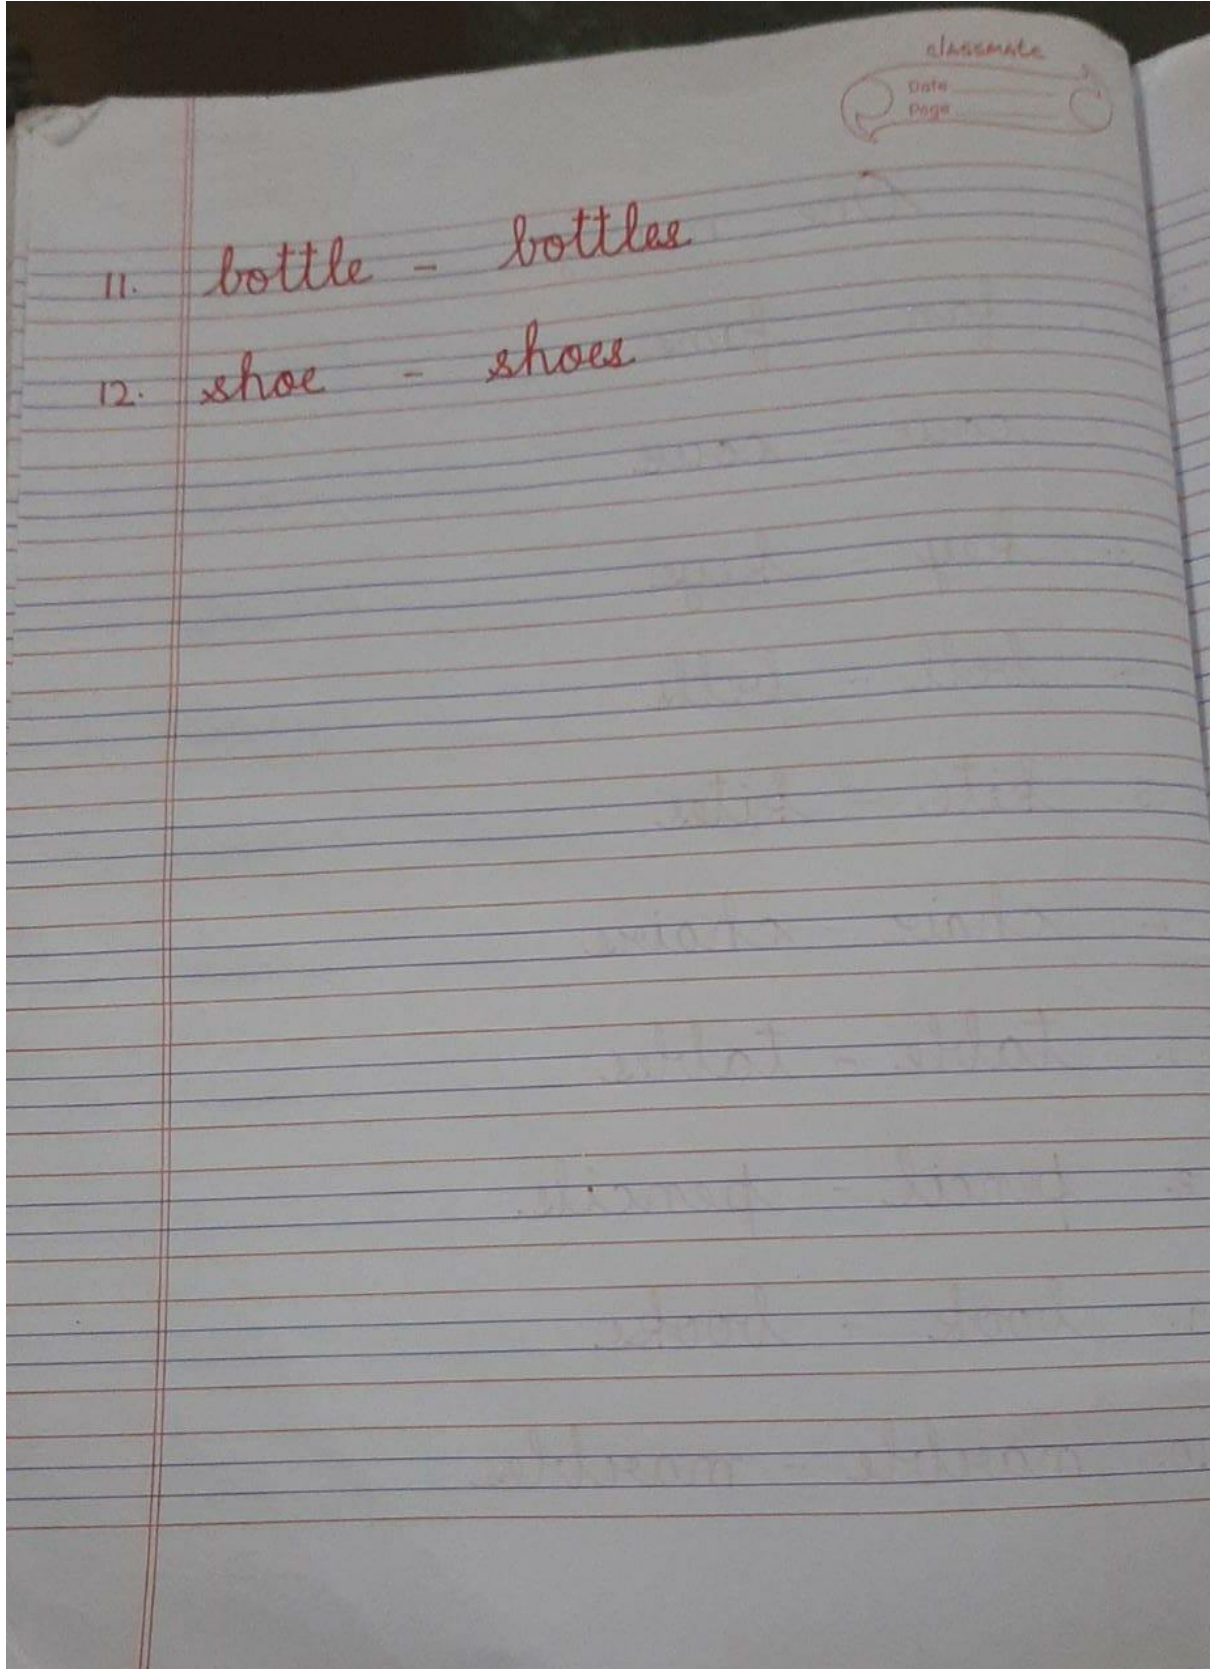 classmate
Date
Page
11. bottle - bottles
12. shoe - shoes